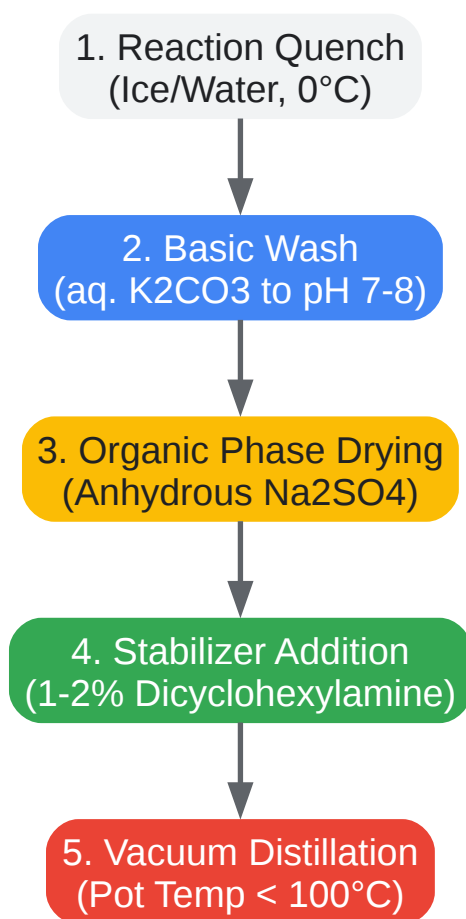 1. Reaction Quench
(Ice/Water, 0°C)
2. Basic Wash
(aq. K2CO3 to pH 7-8)
3. Organic Phase Drying
(Anhydrous Na2SO4)
4. Stabilizer Addition
(1-2% Dicyclohexylamine)
5. Vacuum Distillation
(Pot Temp < 100°C)